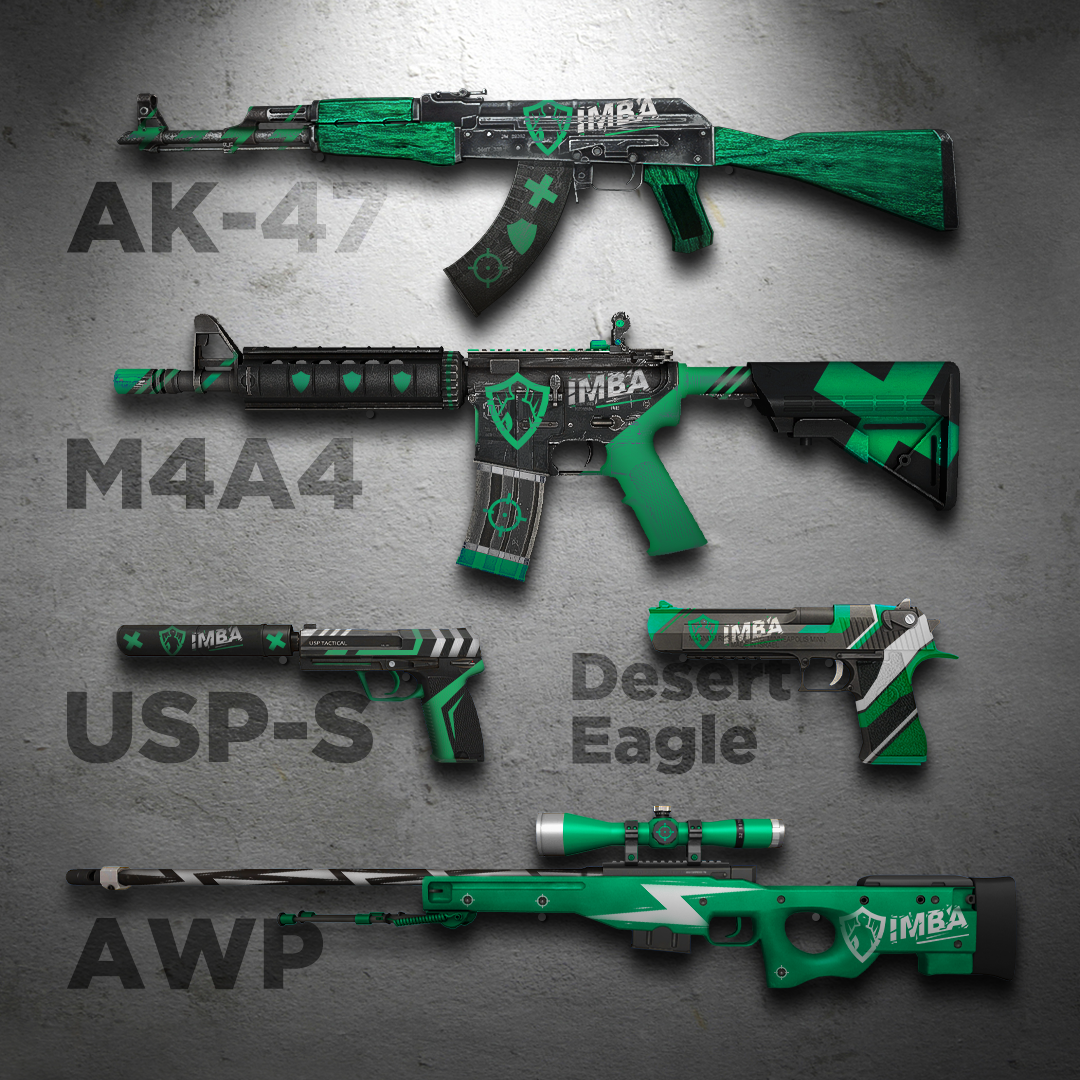 IMBA
AK-47
IMBA
M4A4
IMBA
USP TACTICAL
USP-S
IMBA
Desert
Eagle
AWP
IMBA